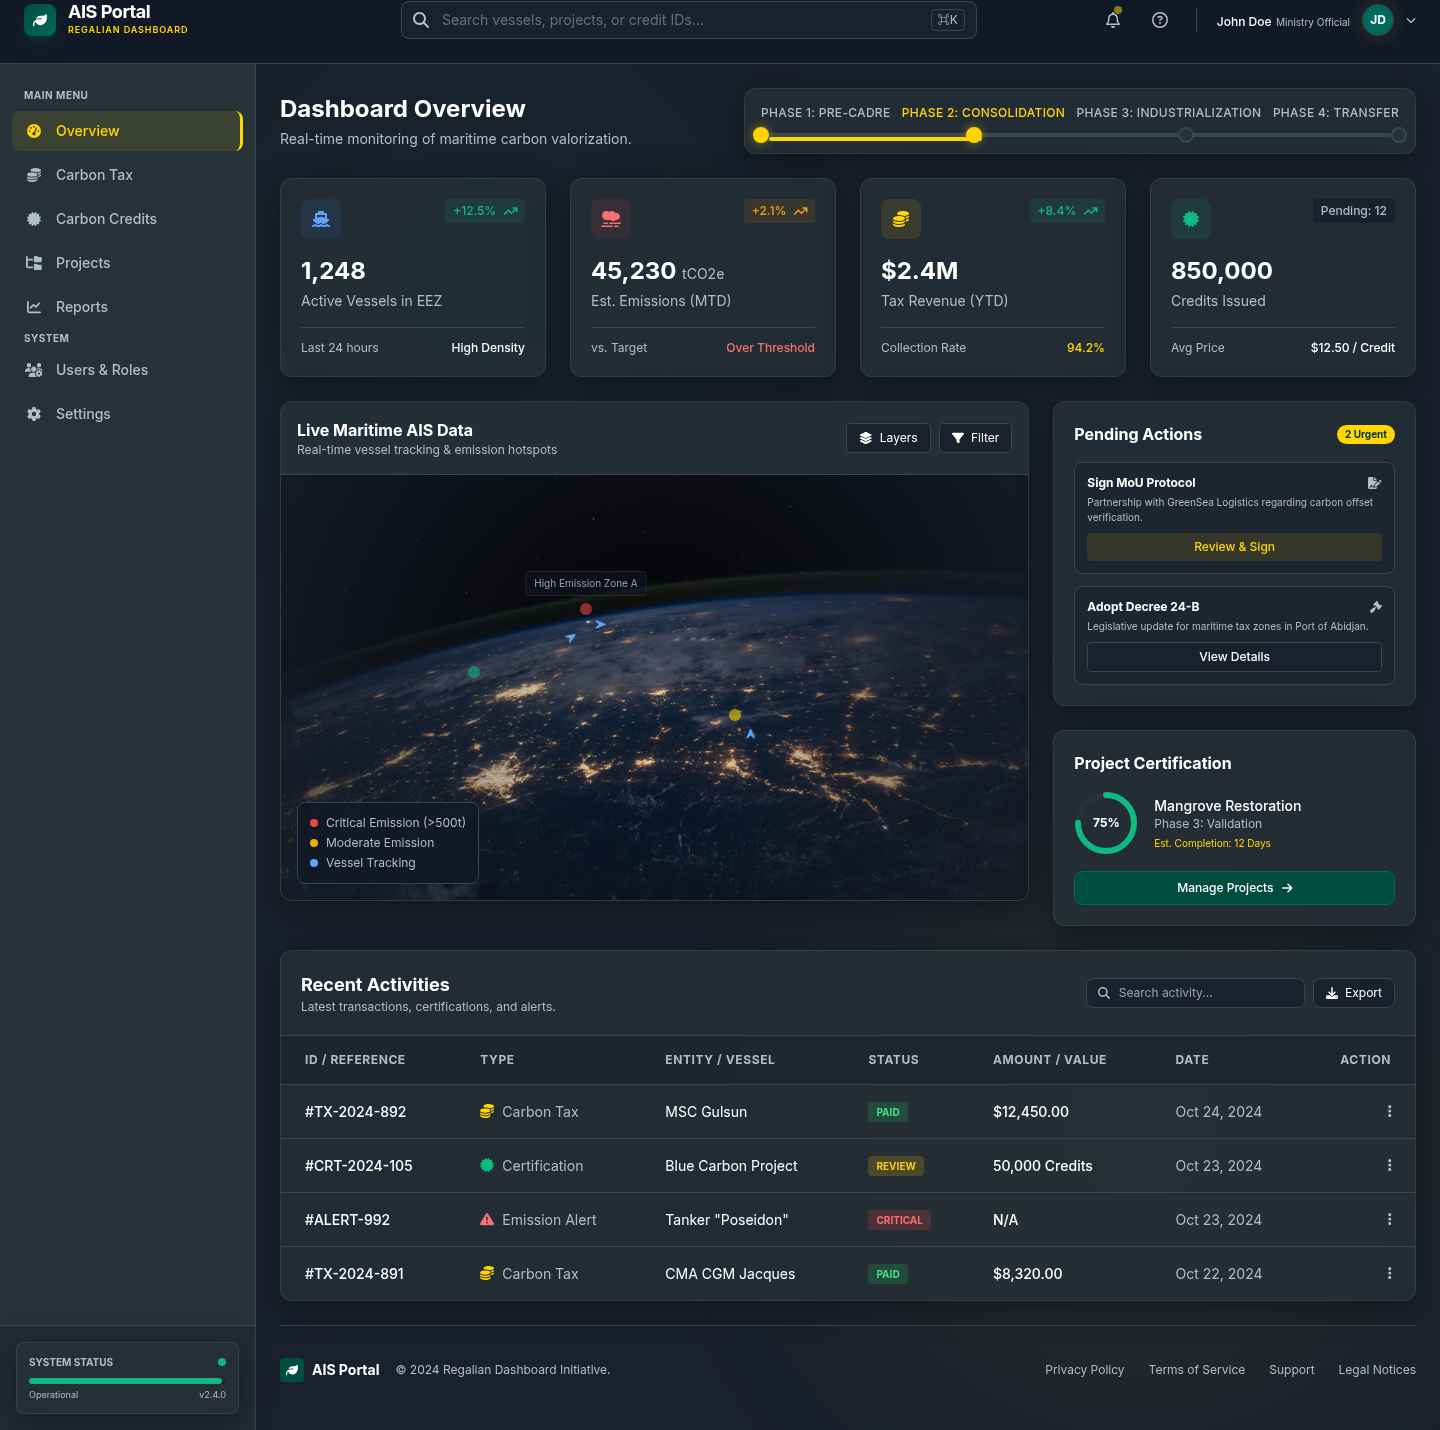 AIS Portal
REGALIAN DASHBOARD
Search vessels, projects, or credit IDs...
⌘K
John Doe Ministry Official
JD
MAIN MENU
Overview
Carbon Tax
Carbon Credits
Projects
Reports
SYSTEM
Users & Roles
Settings
SYSTEM STATUS
Operational v2.4.0
Dashboard Overview
Real-time monitoring of maritime carbon valorization.
PHASE 1: PRE-CADRE PHASE 2: CONSOLIDATION PHASE 3: INDUSTRIALIZATION PHASE 4: TRANSFER
+12.5%
1,248
Active Vessels in EEZ
Last 24 hours High Density
+2.1%
45,230 tCO2e
Est. Emissions (MTD)
vs. Target Over Threshold
+8.4%
$2.4M
Tax Revenue (YTD)
Collection Rate 94.2%
Pending: 12
850,000
Credits Issued
Avg Price $12.50 / Credit
Live Maritime AIS Data
Real-time vessel tracking & emission hotspots
Layers
Filter
High Emission Zone A
Critical Emission (>500t)
Moderate Emission
Vessel Tracking
Pending Actions
2 Urgent
Sign MoU Protocol
Partnership with GreenSea Logistics regarding carbon offset
verification.
Review & Sign
Adopt Decree 24-B
Legislative update for maritime tax zones in Port of Abidjan.
View Details
Project Certification
75%
Mangrove Restoration
Phase 3: Validation
Est. Completion: 12 Days
Manage Projects
Recent Activities
Latest transactions, certifications, and alerts.
Search activity...
Export
ID / REFERENCE TYPE ENTITY / VESSEL STATUS AMOUNT / VALUE DATE ACTION
#TX-2024-892 Carbon Tax MSC Gulsun PAID $12,450.00 Oct 24, 2024
#CRT-2024-105 Certification Blue Carbon Project REVIEW 50,000 Credits Oct 23, 2024
#ALERT-992 Emission Alert Tanker "Poseidon" CRITICAL N/A Oct 23, 2024
#TX-2024-891 Carbon Tax CMA CGM Jacques PAID $8,320.00 Oct 22, 2024
AIS Portal © 2024 Regalian Dashboard Initiative.
Privacy Policy Terms of Service Support Legal Notices